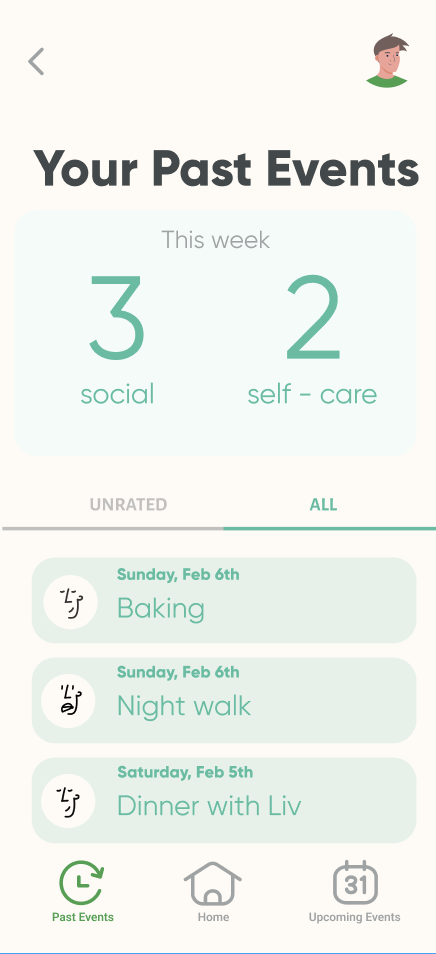 Your Past Events
This week
3 2
social self - care
UNRATED ALL
Sunday, Feb 6th
Baking
Sunday, Feb 6th
Night walk
Saturday, Feb 5th
Dinner with Liv
31
Past Events Home Upcoming Events